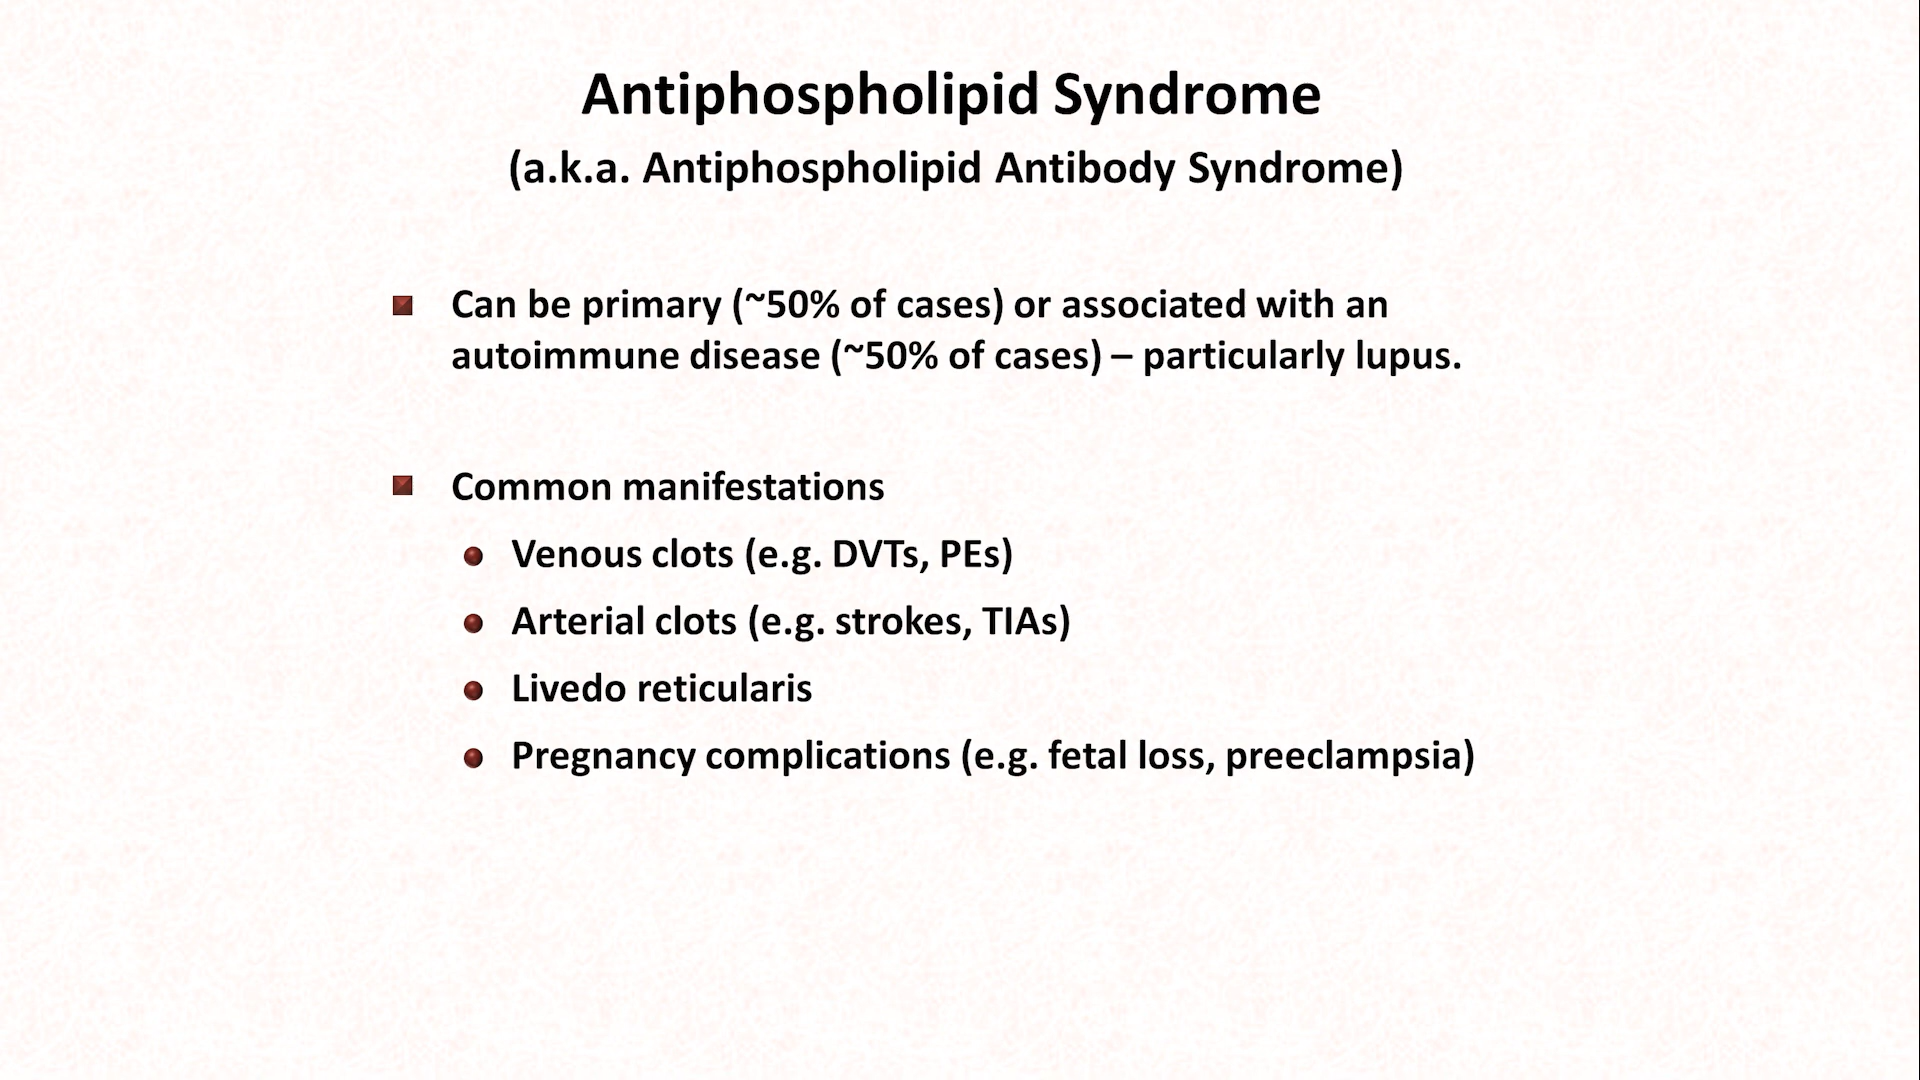 Antiphospholipid Syndrome
(a.k.a. Antiphospholipid Antibody Syndrome)
Can be primary (~50% of cases) or associated with an
autoimmune disease (~50% of cases) – particularly lupus.
Common manifestations
Venous clots (e.g. DVTs, PEs)
Arterial clots (e.g. strokes, TIAs)
Livedo reticularis
Pregnancy complications (e.g. fetal loss, preeclampsia)